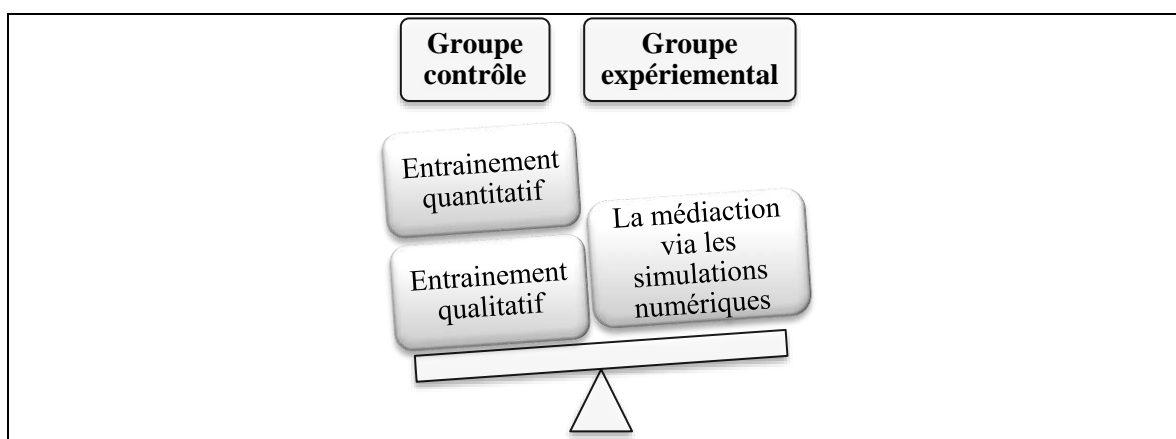 Groupe
contrôle
Groupe
expériemental
Entrainement
quantitatif
Entrainement
qualitatif
La médiaction
via les
simulations
numériques